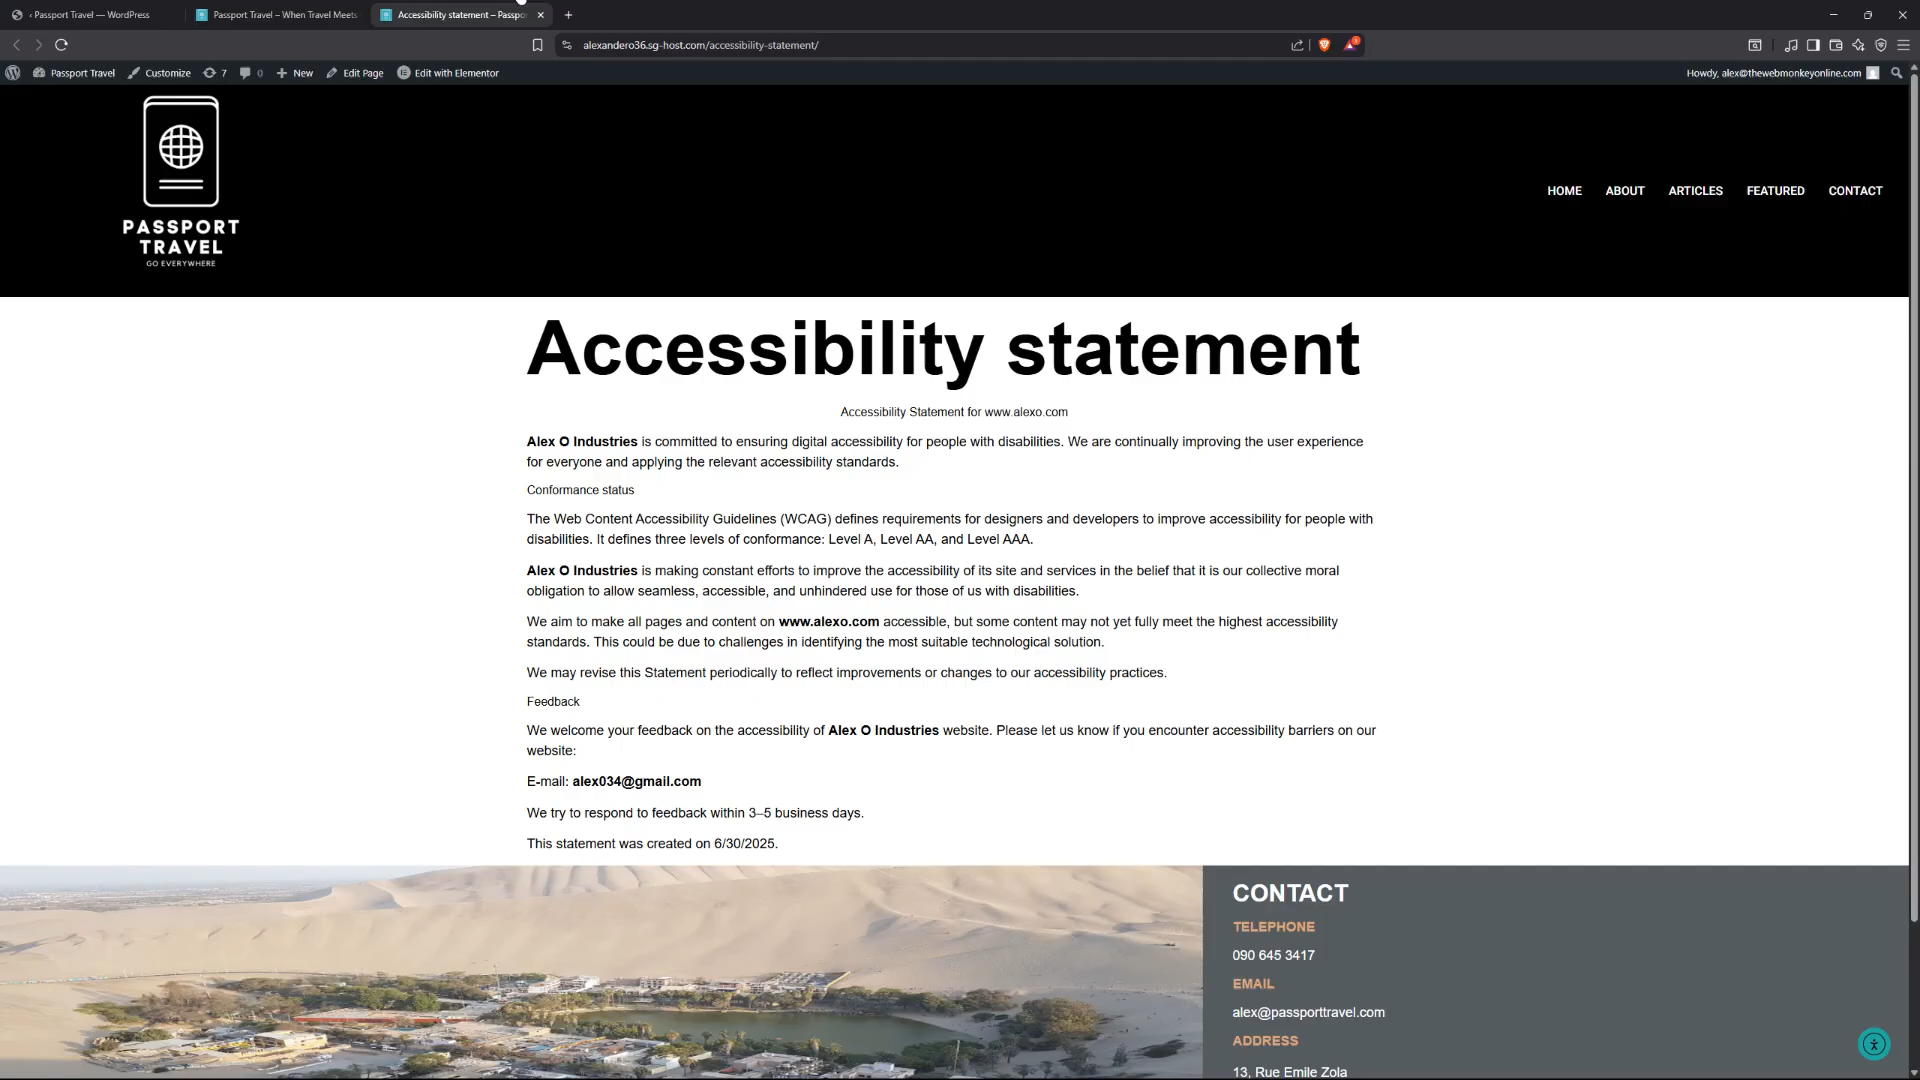 ‹ Passport Travel — WordPress
Passport Travel – When Travel Meets
Accessibility statement – Passpo
alexandero36.sg-host.com/accessibility-statement/
Passport Travel
Customize
7
0
New
Edit Page
Edit with Elementor
Howdy, alex@thewebmonkeyonline.com
PASSPORT
TRAVEL
GO EVERYWHERE
HOME
ABOUT
ARTICLES
FEATURED
CONTACT
Accessibility statement
Accessibility Statement for www.alexo.com
Alex O Industries is committed to ensuring digital accessibility for people with disabilities. We are continually improving the user experience
for everyone and applying the relevant accessibility standards.
Conformance status
The Web Content Accessibility Guidelines (WCAG) defines requirements for designers and developers to improve accessibility for people with
disabilities. It defines three levels of conformance: Level A, Level AA, and Level AAA.
Alex O Industries is making constant efforts to improve the accessibility of its site and services in the belief that it is our collective moral
obligation to allow seamless, accessible, and unhindered use for those of us with disabilities.
We aim to make all pages and content on www.alexo.com accessible, but some content may not yet fully meet the highest accessibility
standards. This could be due to challenges in identifying the most suitable technological solution.
We may revise this Statement periodically to reflect improvements or changes to our accessibility practices.
Feedback
We welcome your feedback on the accessibility of Alex O Industries website. Please let us know if you encounter accessibility barriers on our
website:
E-mail: alex034@gmail.com
We try to respond to feedback within 3–5 business days.
This statement was created on 6/30/2025.
CONTACT
TELEPHONE
090 645 3417
EMAIL
alex@passporttravel.com
ADDRESS
13, Rue Emile Zola